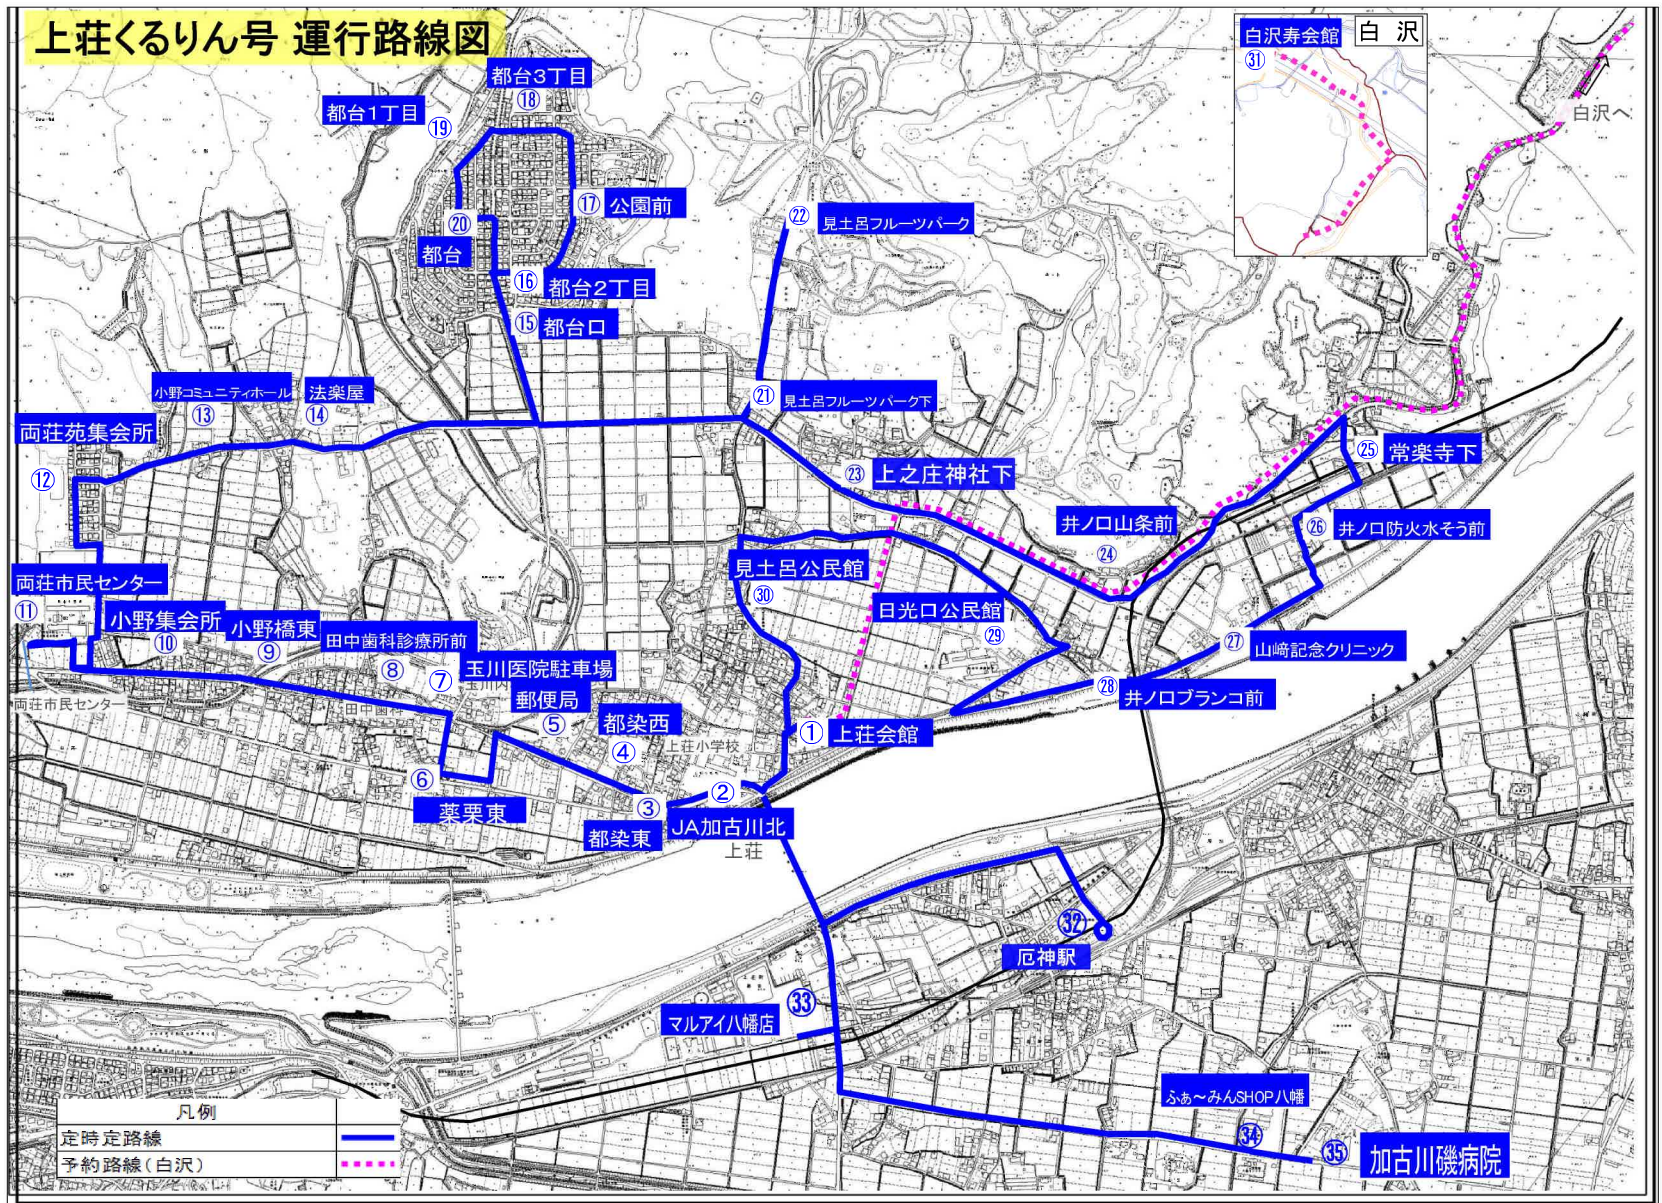 上荘くるりん号 運行路線図
白沢寿会館
㉛
白 沢
白沢へ
都台3丁目
⑱
都台1丁目
⑲
⑰ 公園前
⑳
都台
⑯ 都台2丁目
⑮ 都台口
㉒ 見土呂フルーツパーク
㉑ 見土呂フルーツパーク下
小野コミュニティホール
⑬
法楽屋
⑭
両荘苑集会所
⑫
㉓ 上之庄神社下
㉕ 常楽寺下
井ノ口山条前
㉔
㉖ 井ノ口防火水そう前
両荘市民センター
⑪
見土呂公民館
㉚
日光口公民館
㉙
小野集会所
⑩
小野橋東
⑨
田中歯科診療所前
⑧
玉川医院駐車場
⑦
郵便局
⑤
都染西
④
㉗ 山﨑記念クリニック
㉘ 井ノ口ブランコ前
両荘市民センター
田中歯科
玉川内
上荘小学校
① 上荘会館
⑥
薬栗東
③
都染東
②
JA加古川北
上荘
㉜
厄神駅
㉝
マルアイ八幡店
ふぁ～みんSHOP八幡
㉞
㉟ 加古川磯病院
凡例
定時定路線
予約路線(白沢)